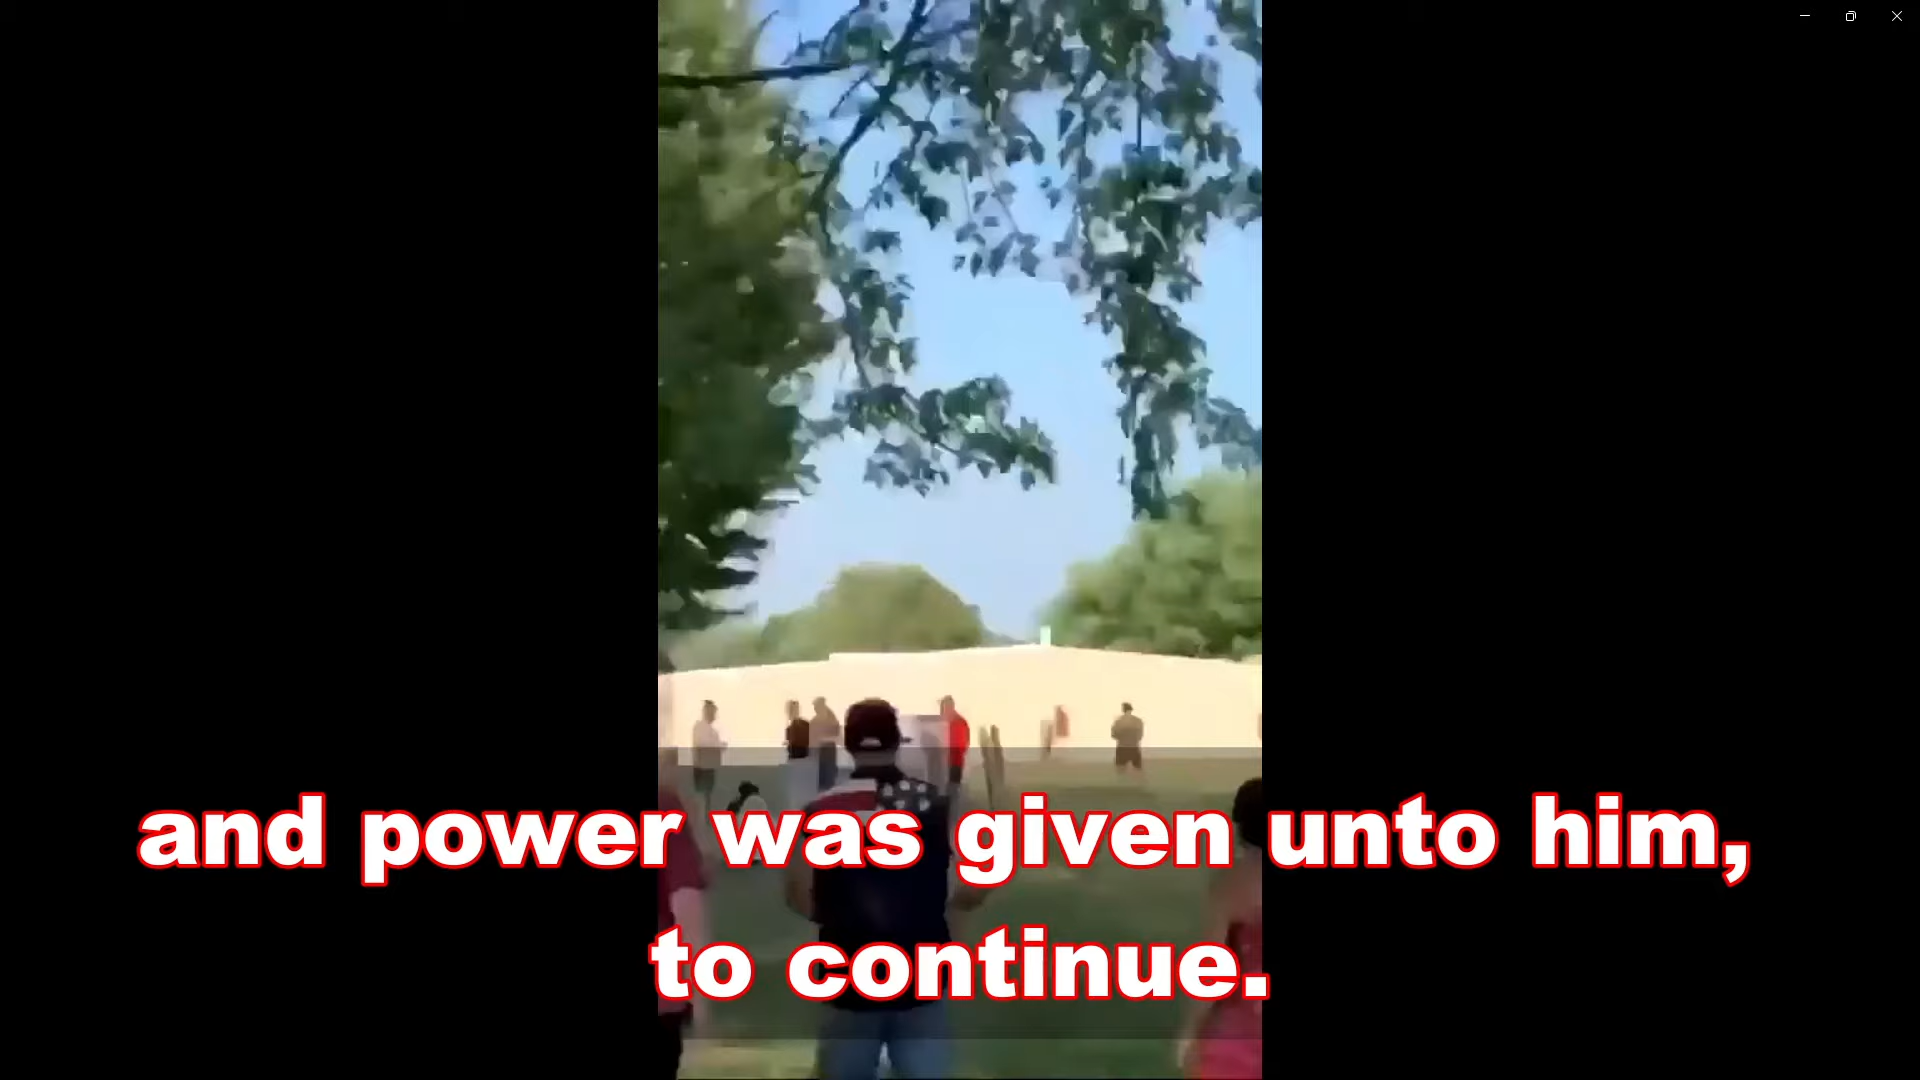 and power was given unto him,
to continue.